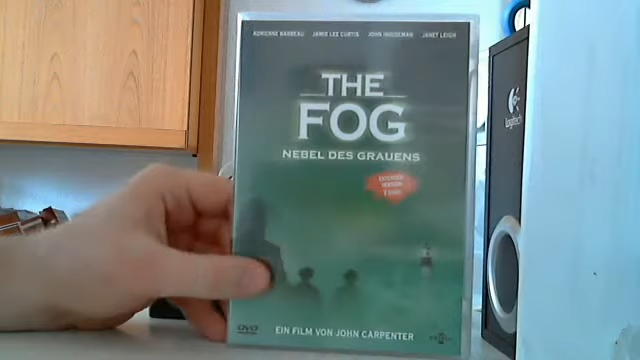 ADRIENNE BARBEAU JAMIE LEE CURTIS JOHN HOUSEMAN JANET LEIGH
THE
FOG
NEBEL DES GRAUENS
EXTENDED
VERSION
DVD
EIN FILM VON JOHN CARPENTER
Logitech